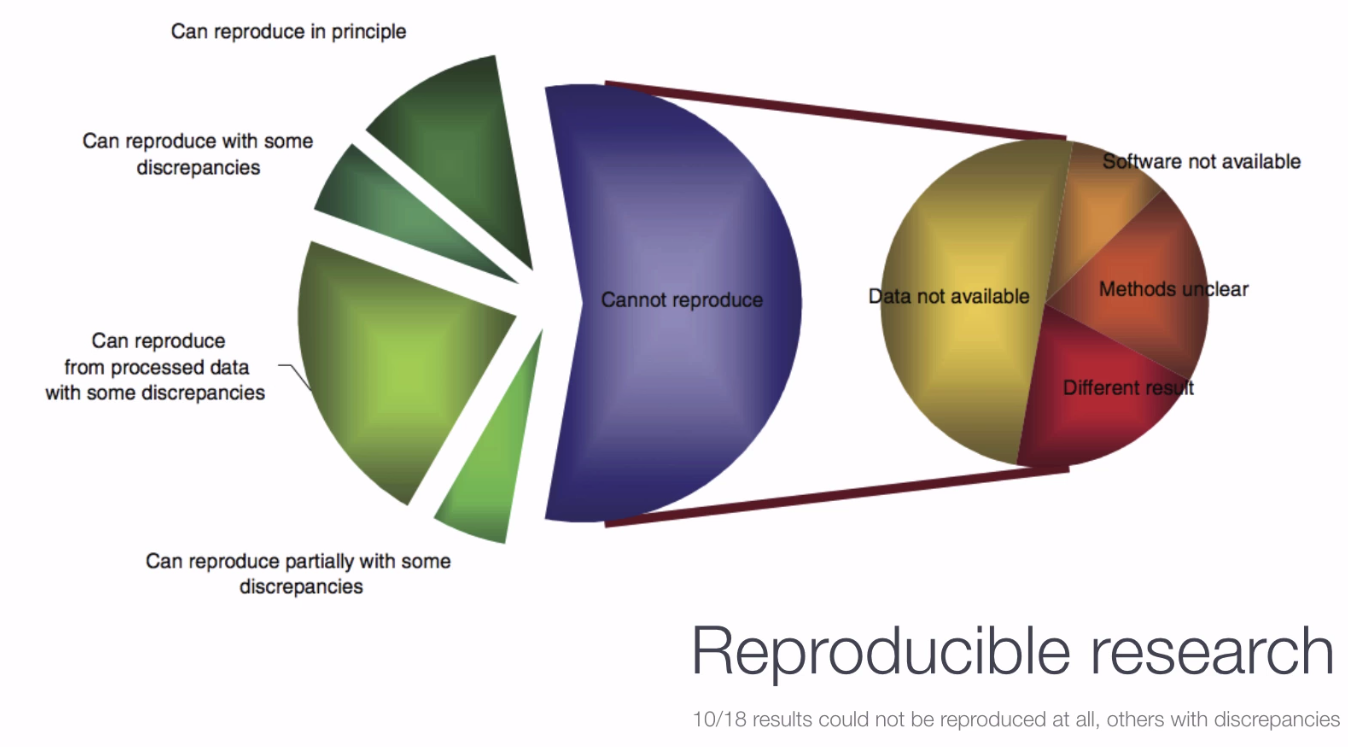 Can reproduce in principle
Can reproduce with some
discrepancies
Can reproduce
from processed data
with some discrepancies
Can reproduce partially with some
discrepancies
Cannot reproduce
Software not available
Data not available
Methods unclear
Different result
Reproducible research
10/18 results could not be reproduced at all, others with discrepancies